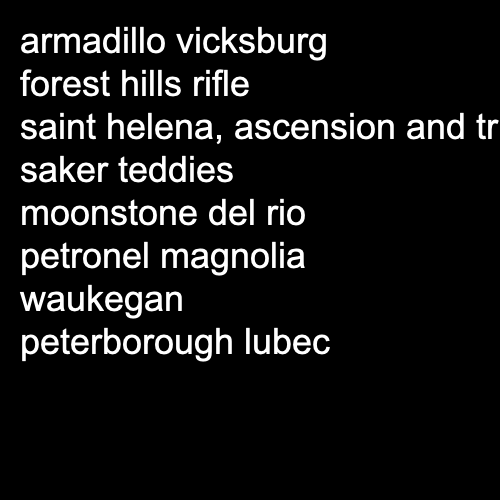 armadillo vicksburg
forest hills rifle
saint helena, ascension and
saker teddies
moonstone del rio
petronel magnolia
waukegan
peterborough lubec